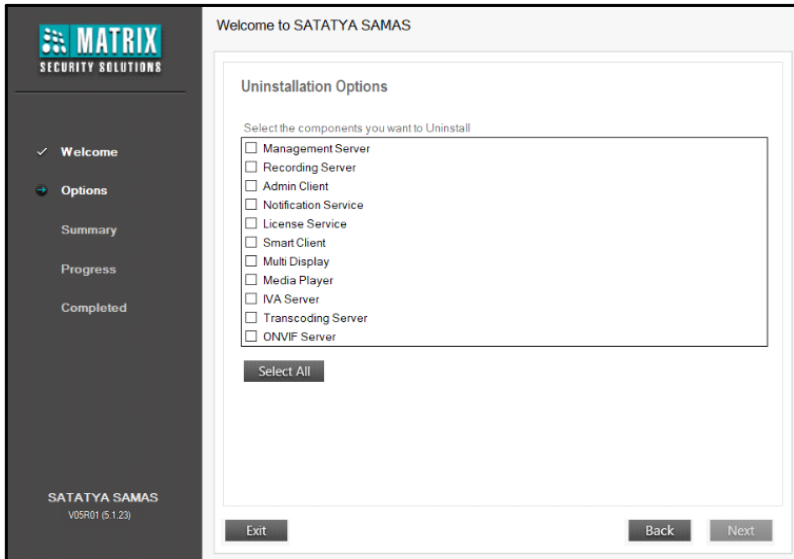 MATRIX
SECURITY SOLUTIONS
Welcome
Options
Summary
Progress
Completed
SATATYA SAMAS
V05R01 (5.1.23)
Welcome to SATATYA SAMAS
Uninstallation Options
Select the components you want to Uninstall
Management Server
Recording Server
Admin Client
Notification Service
License Service
Smart Client
Multi Display
Media Player
IVA Server
Transcoding Server
ONVIF Server
Select All
Exit
Back
Next